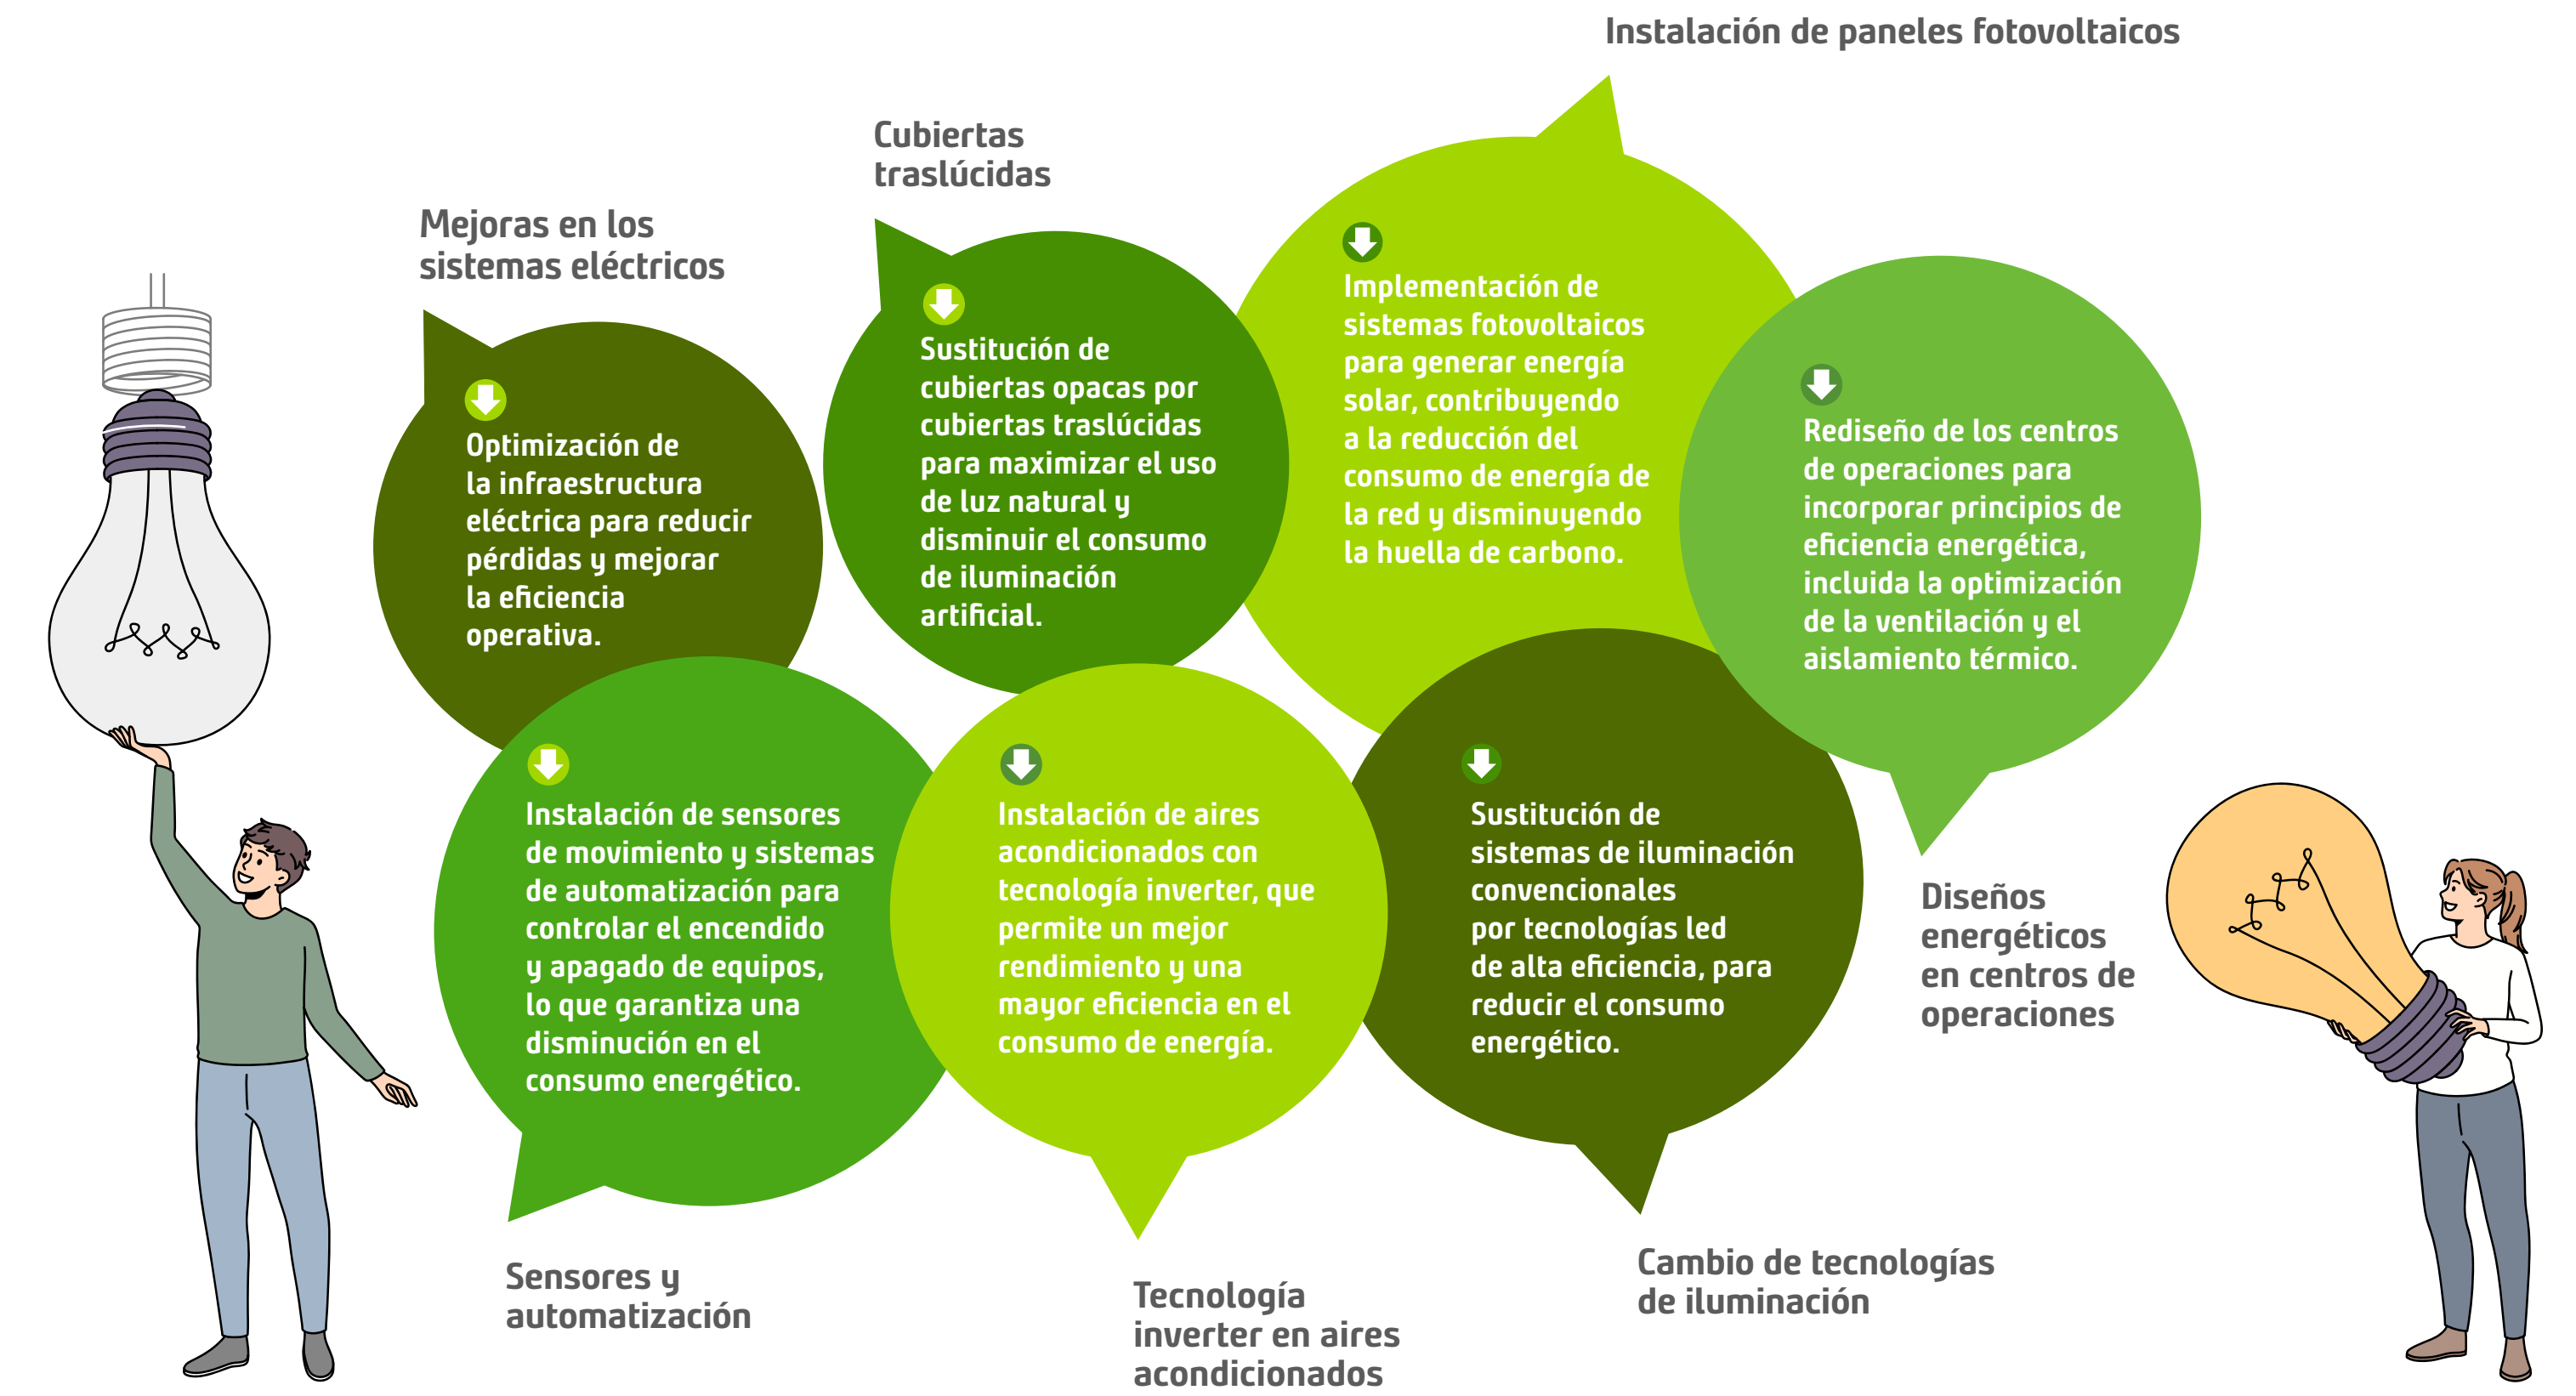 Instalación de paneles fotovoltaicos
Cubiertas
traslúcidas
Mejoras en los
sistemas eléctricos
Optimización de
la infraestructura
eléctrica para reducir
pérdidas y mejorar
la eficiencia
operativa.
Sustitución de
cubiertas opacas por
cubiertas traslúcidas
para maximizar el uso
de luz natural y
disminuir el consumo
de iluminación
artificial.
Implementación de
sistemas fotovoltaicos
para generar energía
solar, contribuyendo
a la reducción del
consumo de energía de
la red y disminuyendo
la huella de carbono.
Rediseño de los centros
de operaciones para
incorporar principios de
eficiencia energética,
incluida la optimización
de la ventilación y el
aislamiento térmico.
Instalación de sensores
de movimiento y sistemas
de automatización para
controlar el encendido
y apagado de equipos,
lo que garantiza una
disminución en el
consumo energético.
Instalación de aires
acondicionados con
tecnología inverter, que
permite un mejor
rendimiento y una
mayor eficiencia en el
consumo de energía.
Sustitución de
sistemas de iluminación
convencionales
por tecnologías led
de alta eficiencia, para
reducir el consumo
energético.
Diseños
energéticos
en centros de
operaciones
Sensores y
automatización
Tecnología
inverter en aires
acondicionados
Cambio de tecnologías
de iluminación